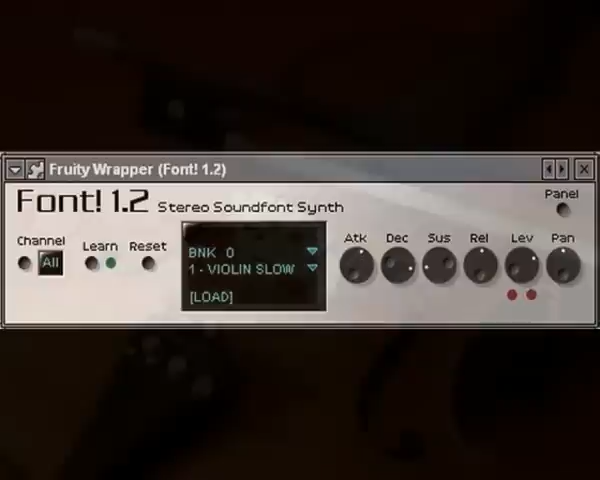 Fruity Wrapper (Font! 1.2)
Font! 1.2 Stereo Soundfont Synth
Panel
Channel Learn Reset
All
BNK 0
1 - VIOLIN SLOW
[LOAD]
Atk Dec Sus Rel Lev Pan